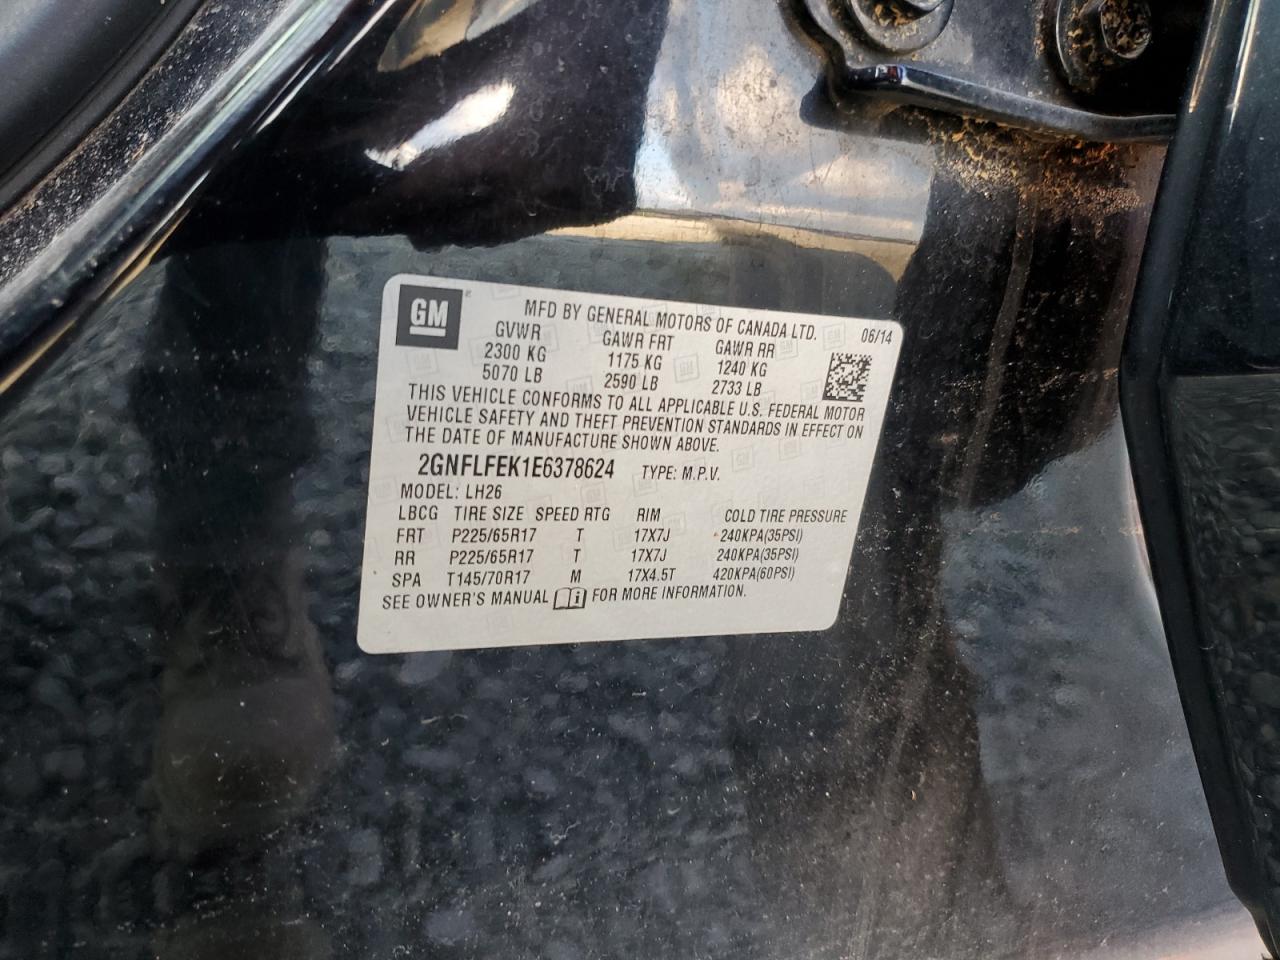 GM
MFD BY GENERAL MOTORS OF CANADA LTD. 06/14
GVWR GAWR FRT GAWR RR
2300 KG 1175 KG 1240 KG
5070 LB 2590 LB 2733 LB
THIS VEHICLE CONFORMS TO ALL APPLICABLE U.S. FEDERAL MOTOR
VEHICLE SAFETY AND THEFT PREVENTION STANDARDS IN EFFECT ON
THE DATE OF MANUFACTURE SHOWN ABOVE.
2GNFLFEK1E6378624 TYPE: M.P.V.
MODEL: LH26
LBCG TIRE SIZE SPEED RTG RIM COLD TIRE PRESSURE
FRT P225/65R17 T 17X7J 240KPA(35PSI)
RR P225/65R17 T 17X7J 240KPA(35PSI)
SPA T145/70R17 M 17X4.5T 420KPA(60PSI)
SEE OWNER'S MANUAL i FOR MORE INFORMATION.